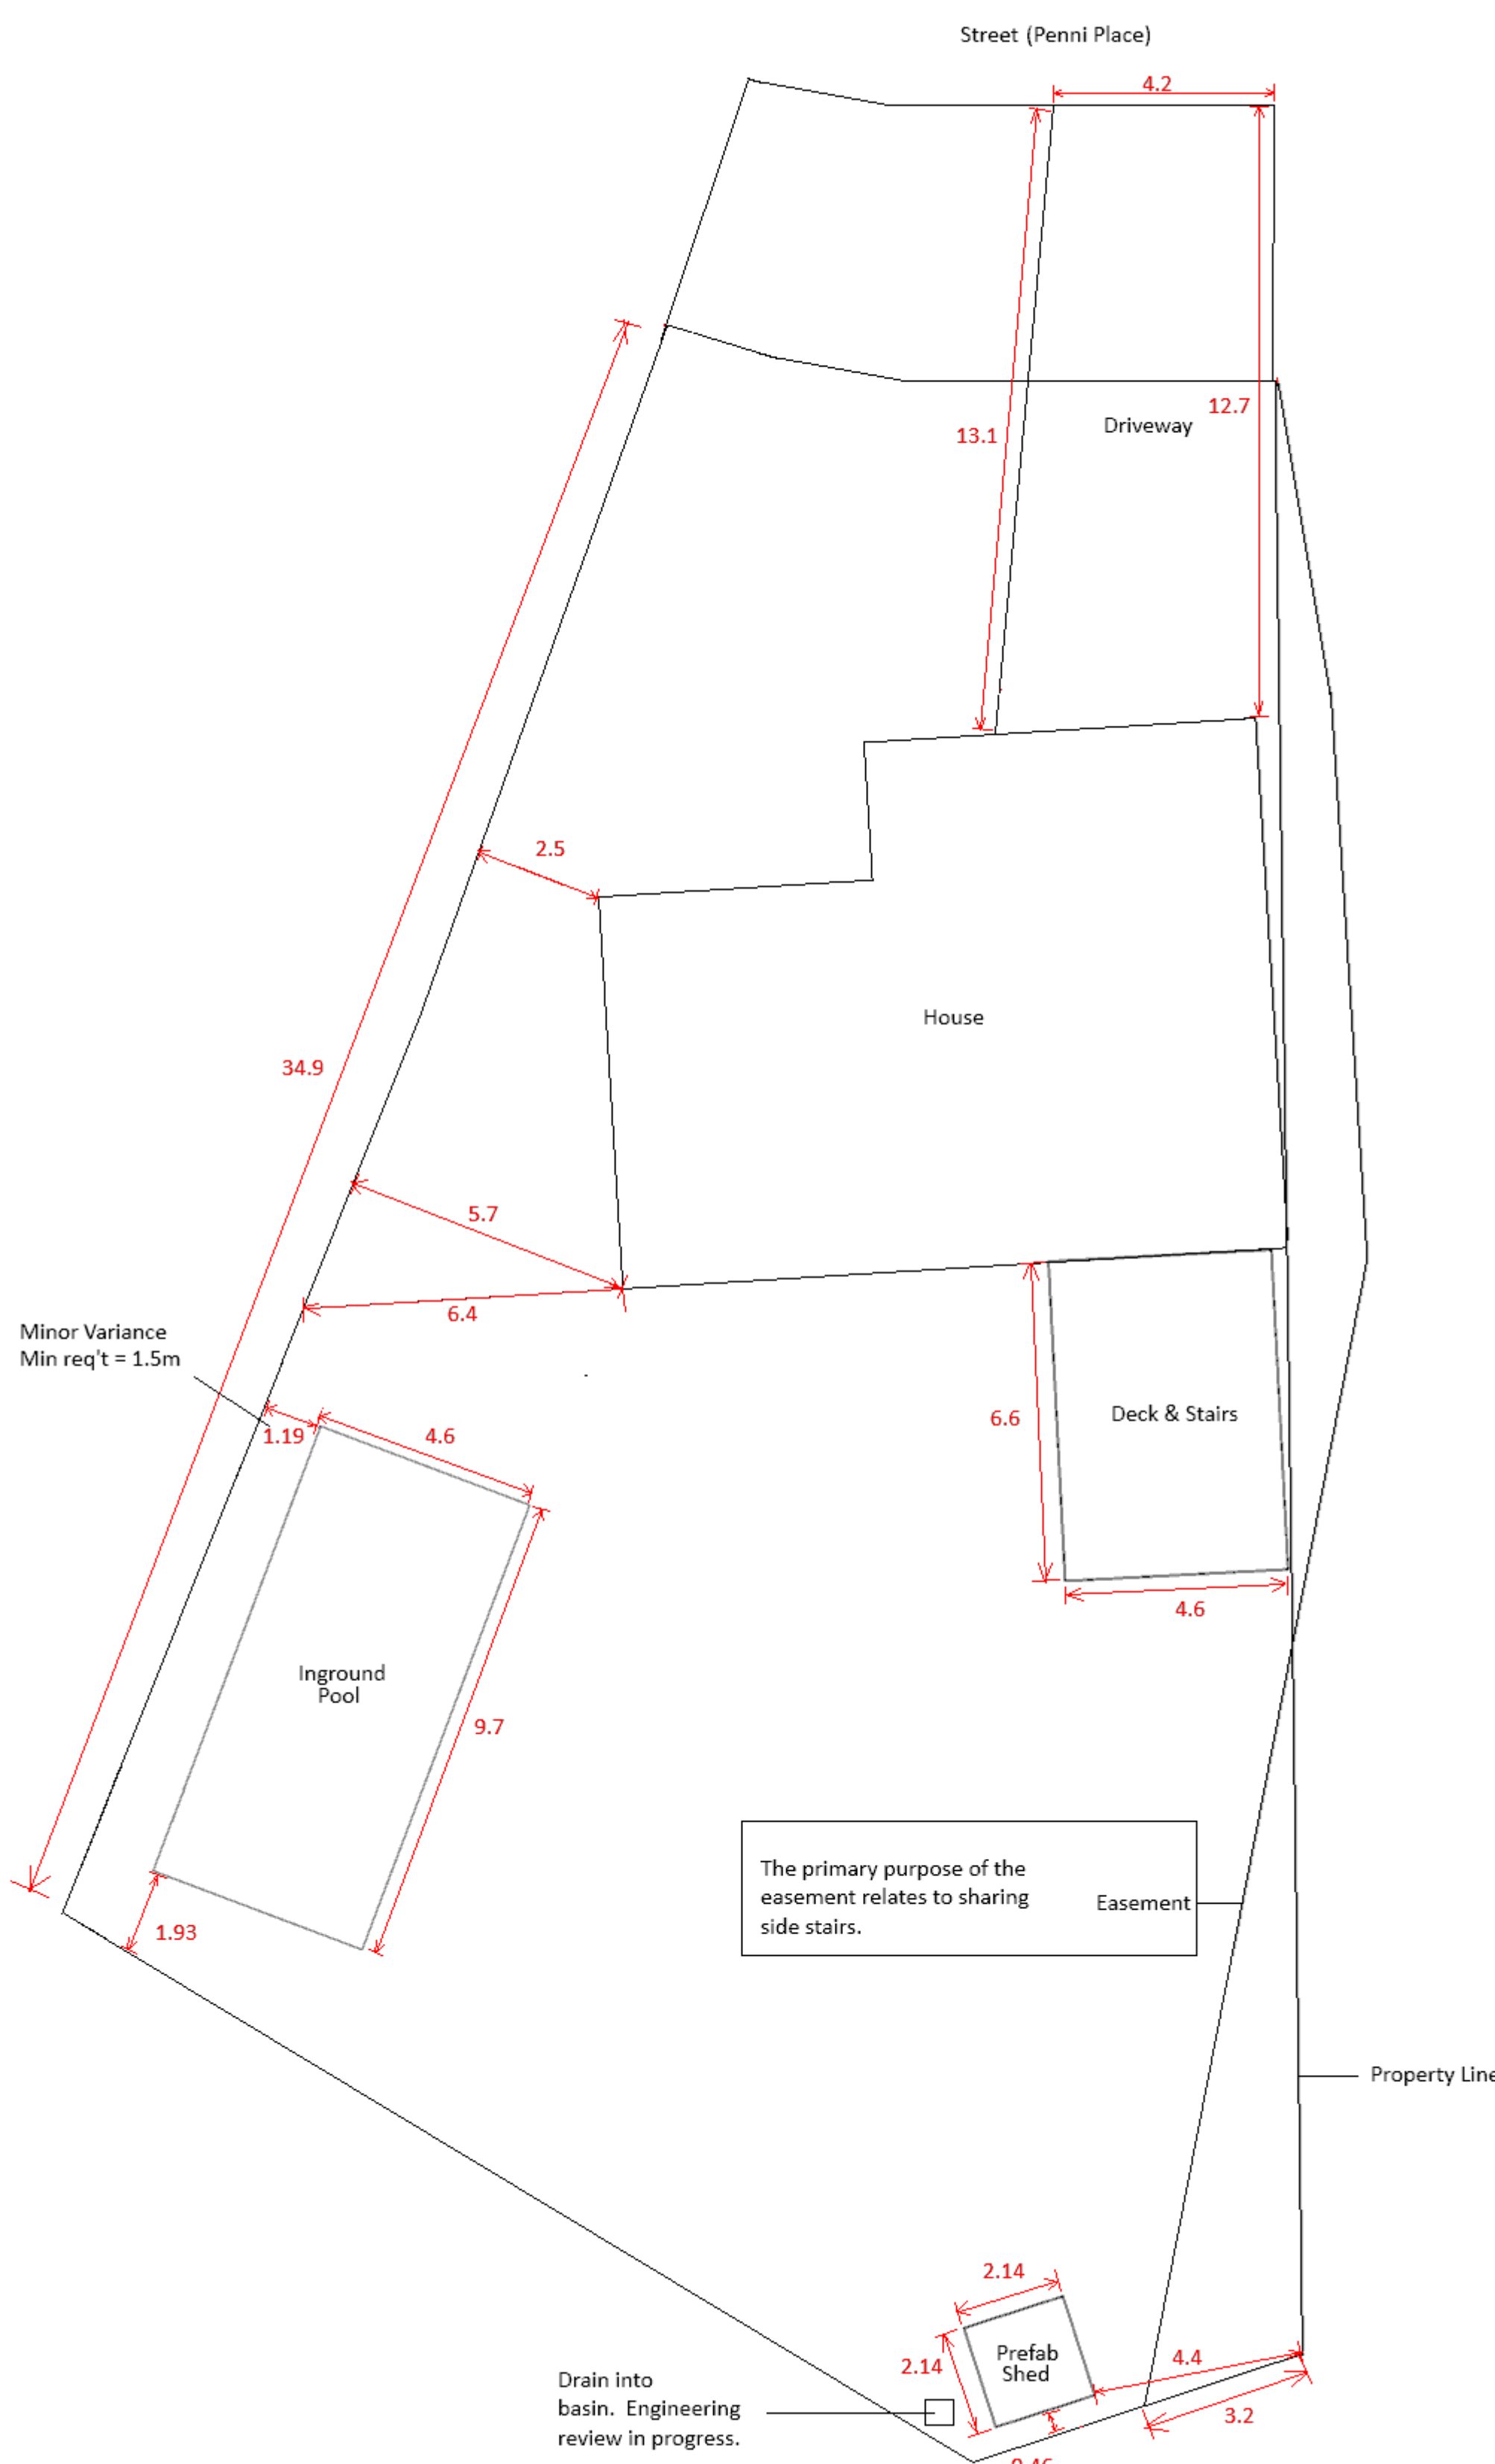 Street (Penni Place)
4.2
12.7
13.1
Driveway
2.5
House
34.9
5.7
6.4
Minor Variance
Min req't = 1.5m
1.19
4.6
6.6
Deck & Stairs
4.6
Inground
Pool
9.7
The primary purpose of the
easement relates to sharing
side stairs.
Easement
1.93
Property Line
2.14
2.14
Prefab
Shed
4.4
3.2
Drain into
basin. Engineering
review in progress.